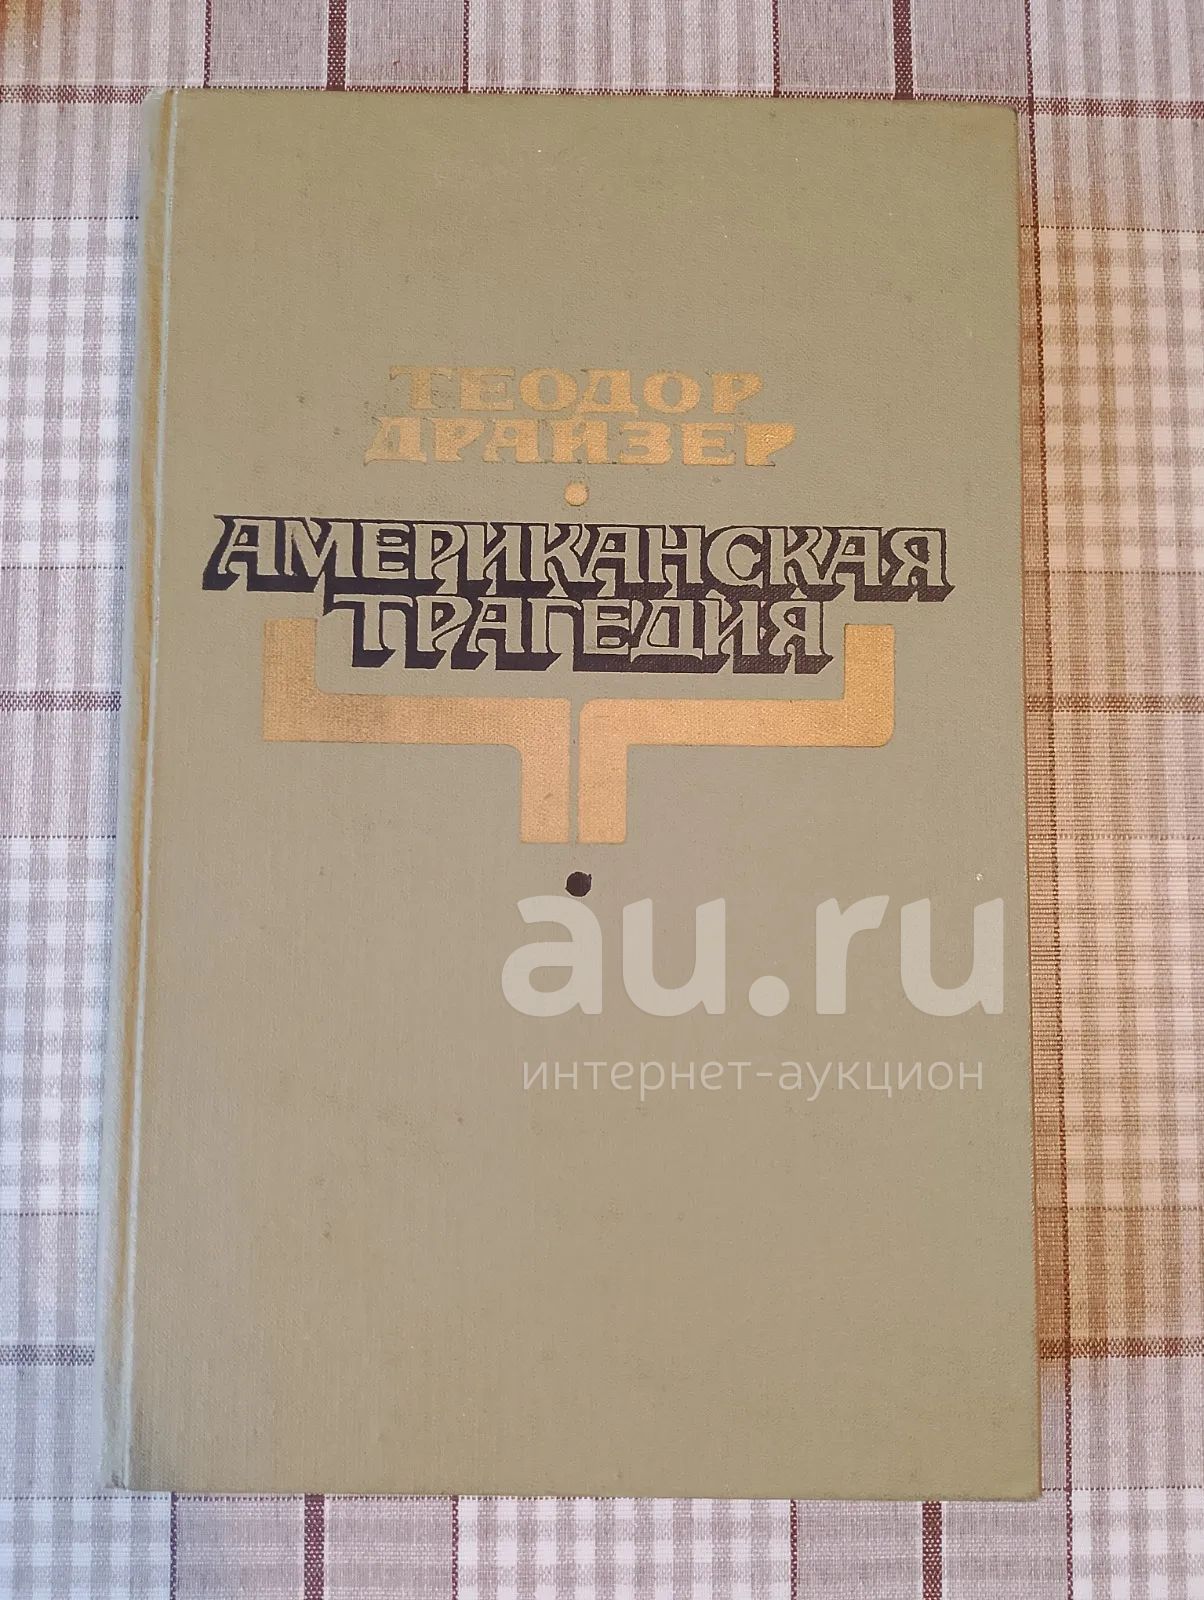 ТЕОДОР
ДРАЙЗЕР
АМЕРИКАНСКАЯ
ТРАГЕДИЯ
au.ru
интернет-аукцион